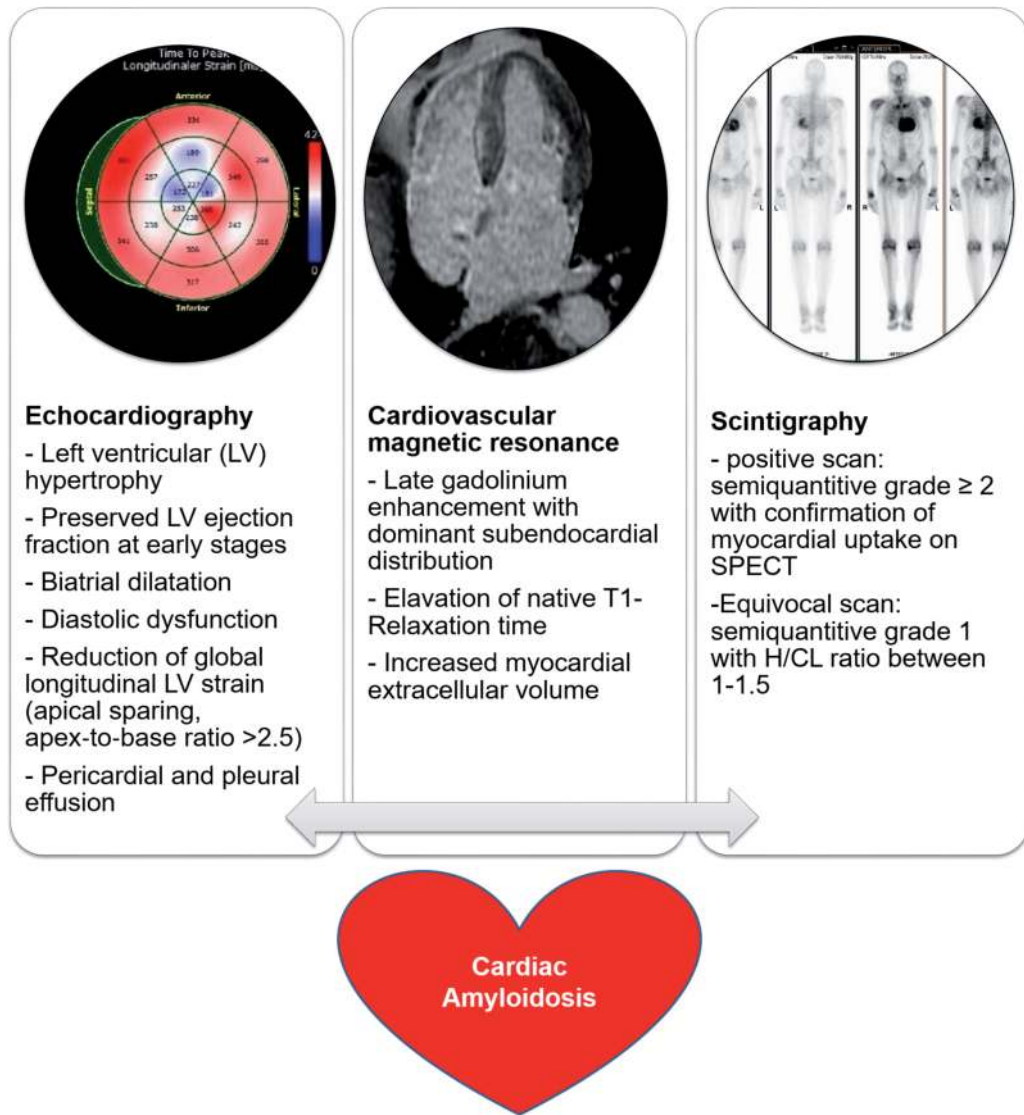 Time To Peak
Longitudinaler Strain [ms
Anterior
Septal
Lateral
Inferior
334
298
341
317
189
257
249
238
242
306
227
253
228
42
0
L
R
L
L
Echocardiography
- Left ventricular (LV)
hypertrophy
- Preserved LV ejection
fraction at early stages
- Biatrial dilatation
- Diastolic dysfunction
- Reduction of global
longitudinal LV strain
(apical sparing,
apex-to-base ratio >2.5)
- Pericardial and pleural
effusion
Cardiovascular
magnetic resonance
- Late gadolinium
enhancement with
dominant subendocardial
distribution
- Elavation of native T1-
Relaxation time
- Increased myocardial
extracellular volume
Scintigraphy
- positive scan:
semiquantitive grade ≥ 2
with confirmation of
myocardial uptake on
SPECT
-Equivocal scan:
semiquantitive grade 1
with H/CL ratio between
1-1.5
Cardiac
Amyloidosis